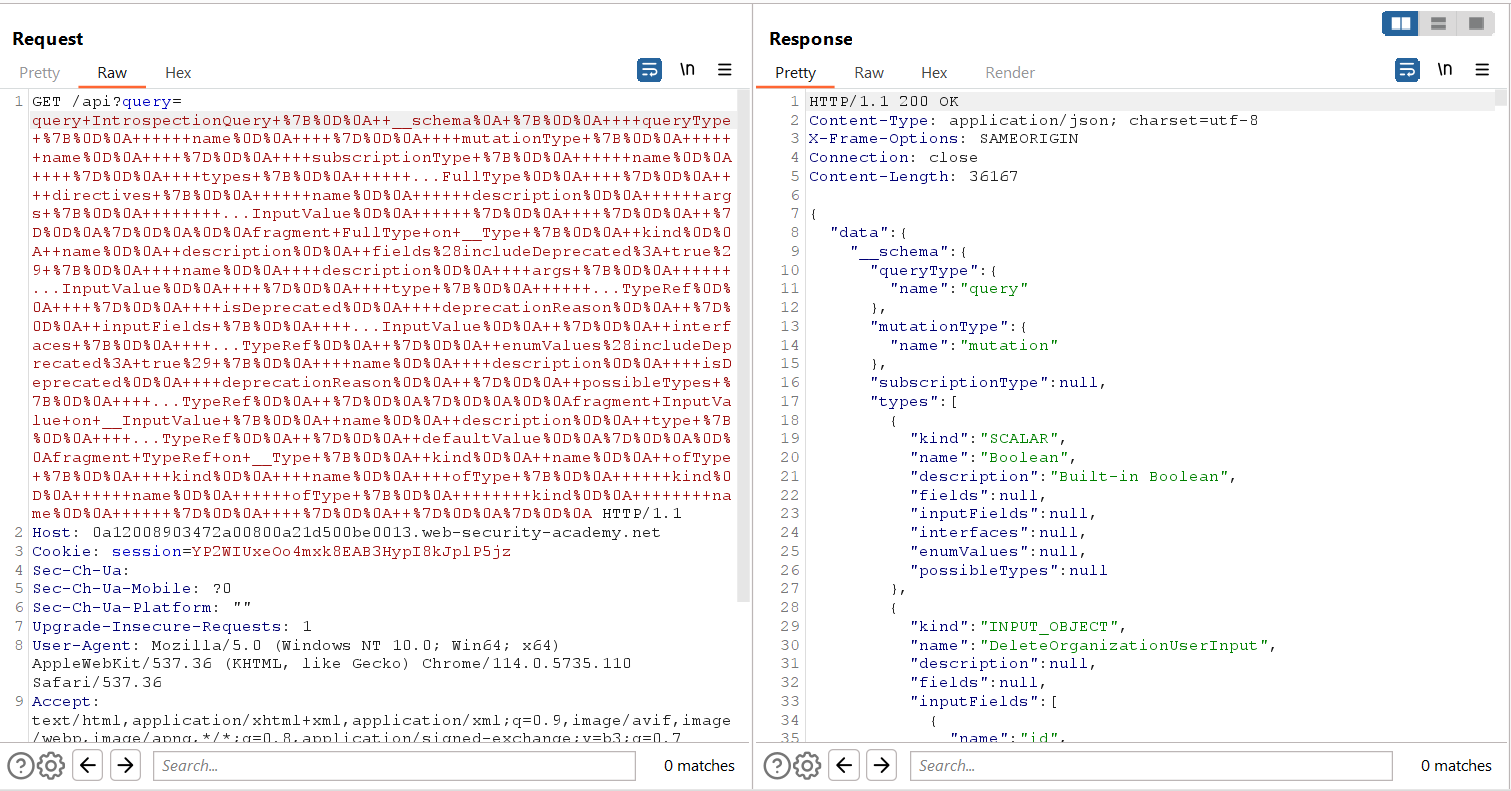 Request
Pretty Raw Hex \n
1 GET /api?query=
query+IntrospectionQuery+%7B%0D%0A++__schema%0A+%7B%0D%0A++++queryType
+%7B%0D%0A++++++name%0D%0A++++%7D%0D%0A++++mutationType+%7B%0D%0A+++++
+name%0D%0A++++%7D%0D%0A++++subscriptionType+%7B%0D%0A++++++name%0D%0A
++++%7D%0D%0A++++types+%7B%0D%0A++++++...FullType%0D%0A++++%7D%0D%0A++
++directives+%7B%0D%0A++++++name%0D%0A++++++description%0D%0A++++++arg
s+%7B%0D%0A++++++++...InputValue%0D%0A++++++%7D%0D%0A++++%7D%0D%0A++%7
D%0D%0A%7D%0D%0A%0D%0Afragment+FullType+on+__Type+%7B%0D%0A++kind%0D%0
A++name%0D%0A++description%0D%0A++fields%28includeDeprecated%3A+true%2
9+%7B%0D%0A++++name%0D%0A++++description%0D%0A++++args+%7B%0D%0A++++++
...InputValue%0D%0A++++%7D%0D%0A++++type+%7B%0D%0A++++++...TypeRef%0D%
0A++++%7D%0D%0A++++isDeprecated%0D%0A++++deprecationReason%0D%0A++%7D%
0D%0A++inputFields+%7B%0D%0A++++...InputValue%0D%0A++%7D%0D%0A++interf
aces+%7B%0D%0A++++...TypeRef%0D%0A++%7D%0D%0A++enumValues%28includeDep
recated%3A+true%29+%7B%0D%0A++++name%0D%0A++++description%0D%0A++++isD
eprecated%0D%0A++++deprecationReason%0D%0A++%7D%0D%0A++possibleTypes+%
7B%0D%0A++++...TypeRef%0D%0A++%7D%0D%0A%7D%0D%0A%0D%0Afragment+InputVa
lue+on+__InputValue+%7B%0D%0A++name%0D%0A++description%0D%0A++type+%7B
%0D%0A++++...TypeRef%0D%0A++%7D%0D%0A++defaultValue%0D%0A%7D%0D%0A%0D%
0Afragment+TypeRef+on+__Type+%7B%0D%0A++kind%0D%0A++name%0D%0A++ofType
+%7B%0D%0A++++kind%0D%0A++++name%0D%0A++++ofType+%7B%0D%0A++++++kind%0
D%0A++++++name%0D%0A++++++ofType+%7B%0D%0A++++++++kind%0D%0A++++++++na
me%0D%0A++++++%7D%0D%0A++++%7D%0D%0A++%7D%0D%0A%7D%0D%0A HTTP/1.1
2 Host: 0a12008903472a00800a21d500be0013.web-security-academy.net
3 Cookie: session=YP2WIUxeOo4mxk8EAB3HypI8kJplP5jz
4 Sec-Ch-Ua:
5 Sec-Ch-Ua-Mobile: ?0
6 Sec-Ch-Ua-Platform: ""
7 Upgrade-Insecure-Requests: 1
8 User-Agent: Mozilla/5.0 (Windows NT 10.0; Win64; x64)
AppleWebKit/537.36 (KHTML, like Gecko) Chrome/114.0.5735.110
Safari/537.36
9 Accept:
text/html,application/xhtml+xml,application/xml;q=0.9,image/avif,image
/webp,image/apng,*/*;q=0.8,application/signed-exchange;v=b3;q=0.7
Search... 0 matches
Response
Pretty Raw Hex Render \n
1 HTTP/1.1 200 OK
2 Content-Type: application/json; charset=utf-8
3 X-Frame-Options: SAMEORIGIN
4 Connection: close
5 Content-Length: 36167
6
7 {
8 "data":{
9 "__schema":{
10 "queryType":{
11 "name":"query"
12 },
13 "mutationType":{
14 "name":"mutation"
15 },
16 "subscriptionType":null,
17 "types":[
18 {
19 "kind":"SCALAR",
20 "name":"Boolean",
21 "description":"Built-in Boolean",
22 "fields":null,
23 "inputFields":null,
24 "interfaces":null,
25 "enumValues":null,
26 "possibleTypes":null
27 },
28 {
29 "kind":"INPUT_OBJECT",
30 "name":"DeleteOrganizationUserInput",
31 "description":null,
32 "fields":null,
33 "inputFields":[
34 {
35 "name":"id",
Search... 0 matches